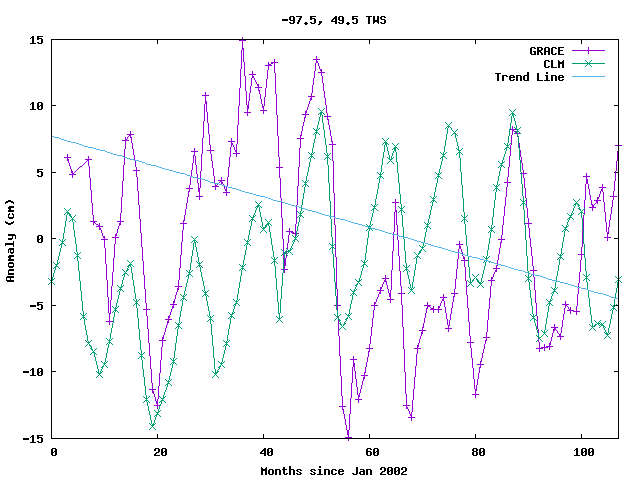 -97.5, 49.5 TWS
GRACE
CLM
Trend Line
15
10
5
0
-5
-10
-15
Anomaly (cm)
0 20 40 60 80 100
Months since Jan 2002